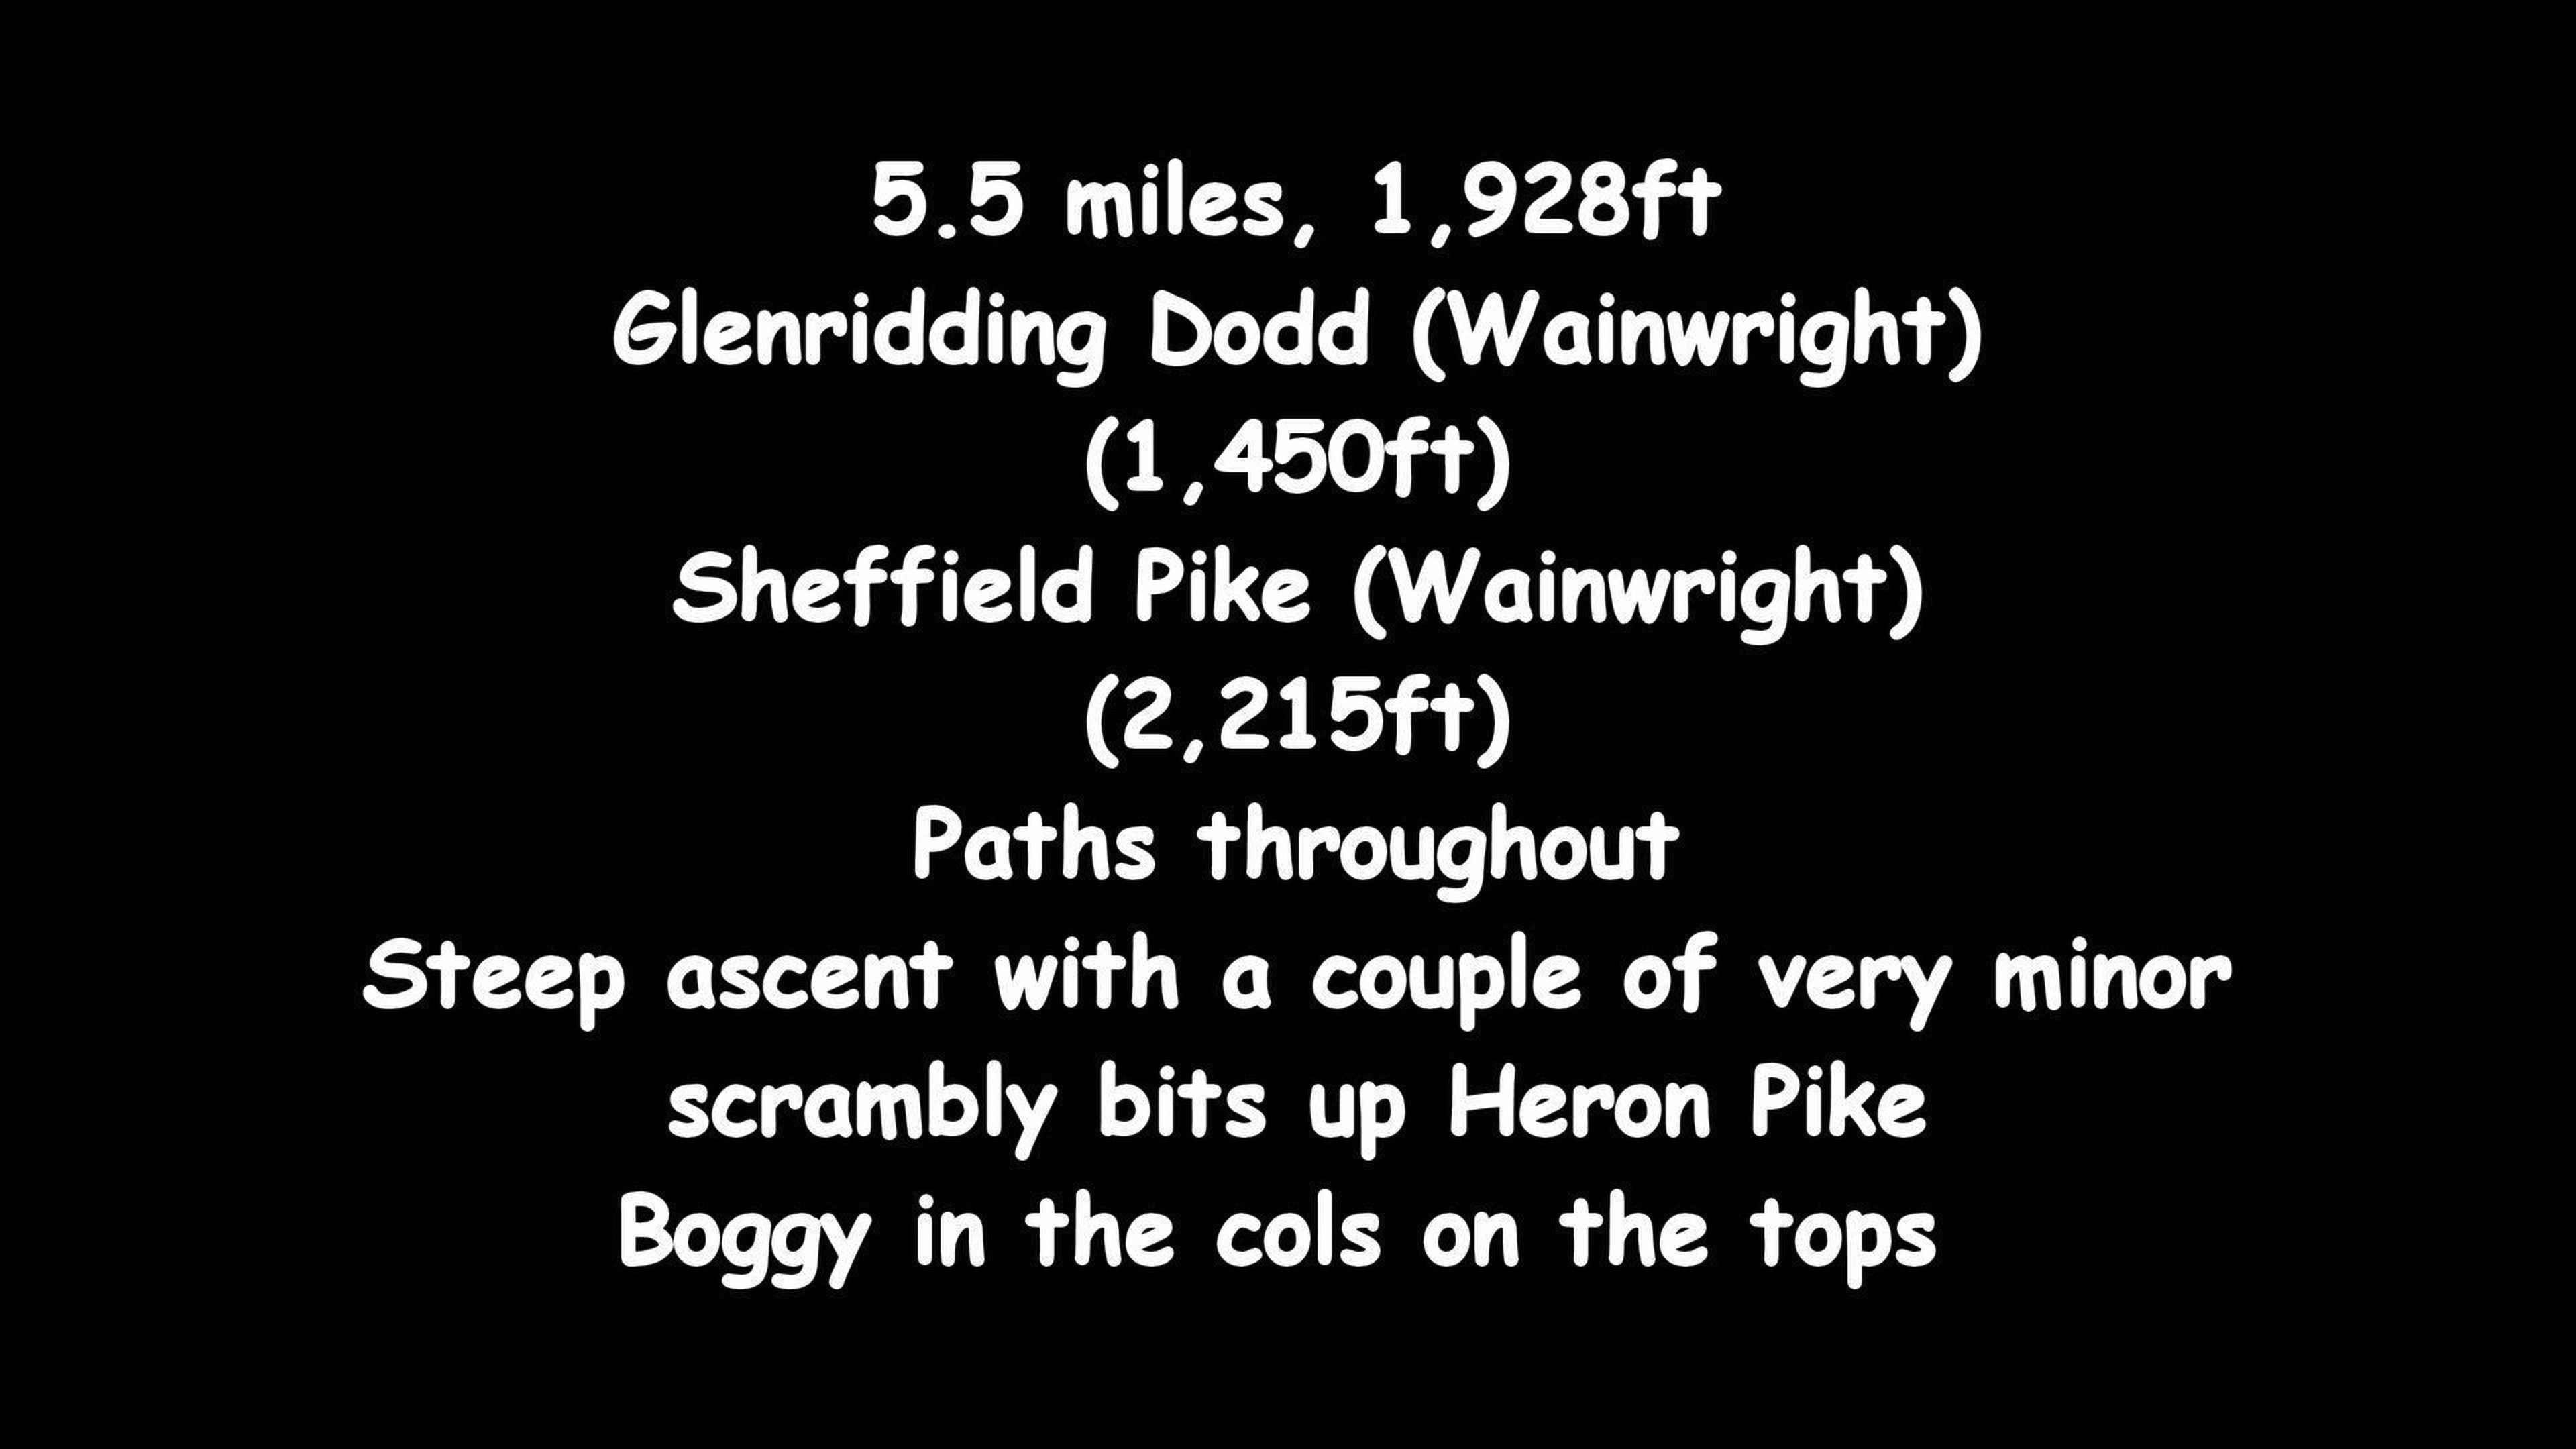 5.5 miles, 1,928ft
Glenridding Dodd (Wainwright)
(1,450ft)
Sheffield Pike (Wainwright)
(2,215ft)
Paths throughout
Steep ascent with a couple of very minor
scrambly bits up Heron Pike
Boggy in the cols on the tops